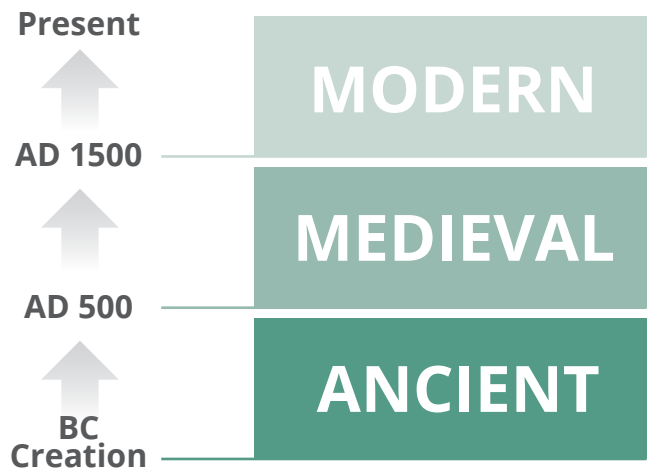 Present
MODERN
AD 1500
MEDIEVAL
AD 500
ANCIENT
BC
Creation